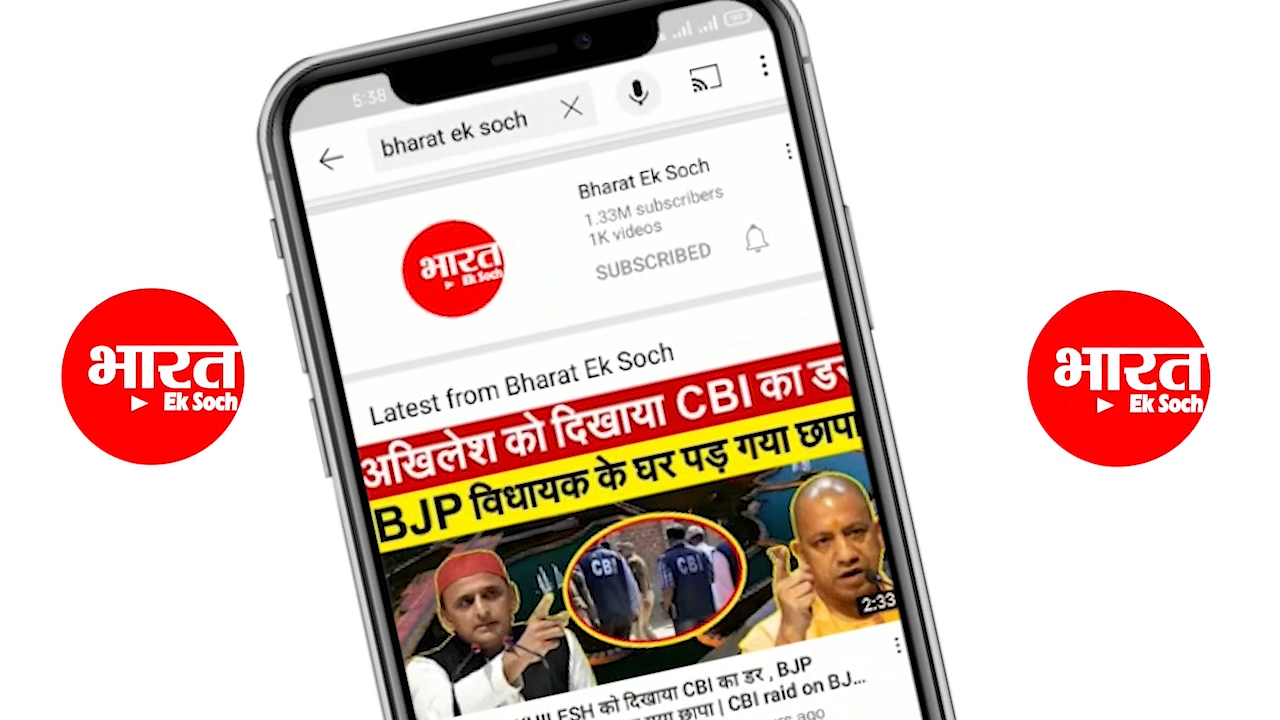 5:38
bharat ek soch
Bharat Ek Soch
1.33M subscribers
1K videos
SUBSCRIBED
भारत
Ek Soch
भारत
Ek Soch
भारत
Ek Soch
Latest from Bharat Ek Soch
अखिलेश को दिखाया CBI का
BJP विधायक के घर पड़ गया छापा
CBI
CBI
2:33
को दिखाया CBI का डर , BJP
गया छापा | CBI raid on BJ...
ago